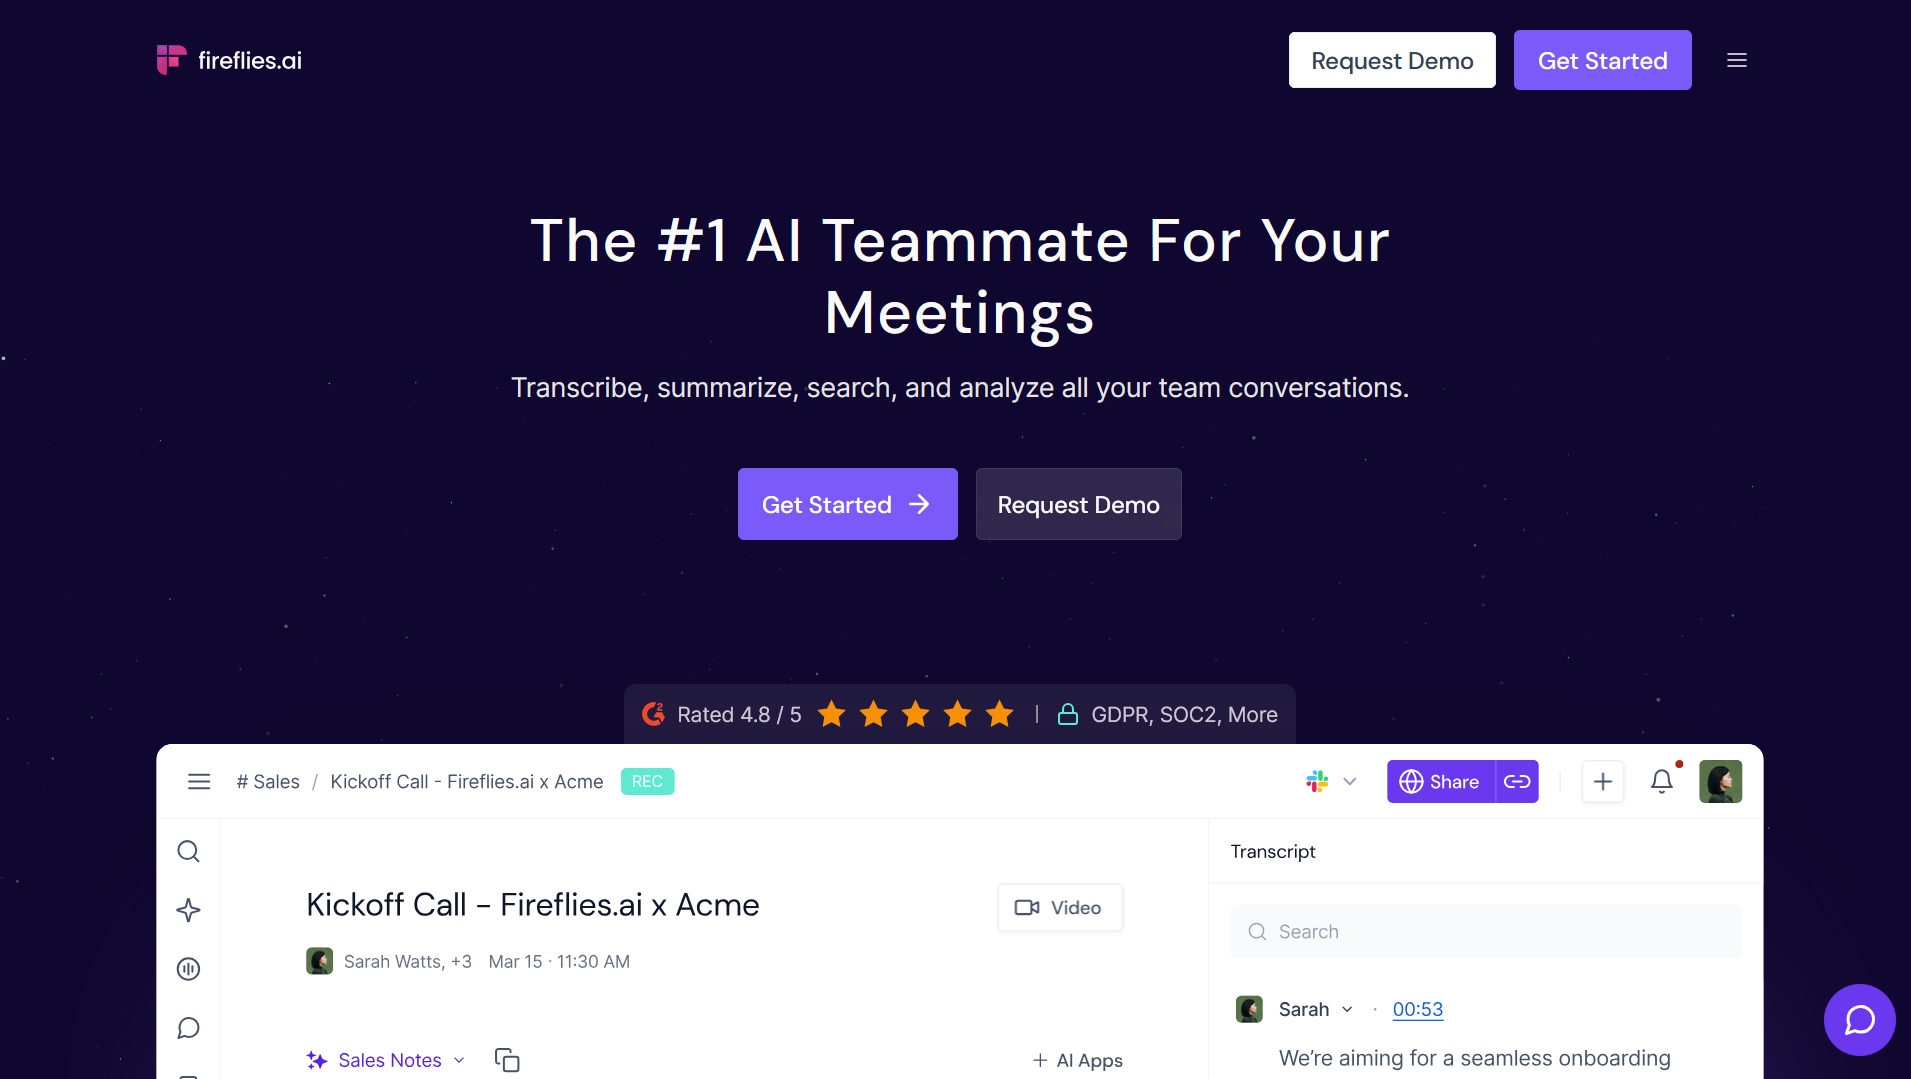 fireflies.ai
Request Demo
Get Started
The #1 AI Teammate For Your
Meetings
Transcribe, summarize, search, and analyze all your team conversations.
Get Started
Request Demo
Rated 4.8 / 5 | GDPR, SOC2, More
# Sales / Kickoff Call - Fireflies.ai x Acme REC
Share
Kickoff Call – Fireflies.ai x Acme
Video
Sarah Watts, +3 Mar 15 · 11:30 AM
Sales Notes
+ AI Apps
Transcript
Search
Sarah · 00:53
We’re aiming for a seamless onboarding